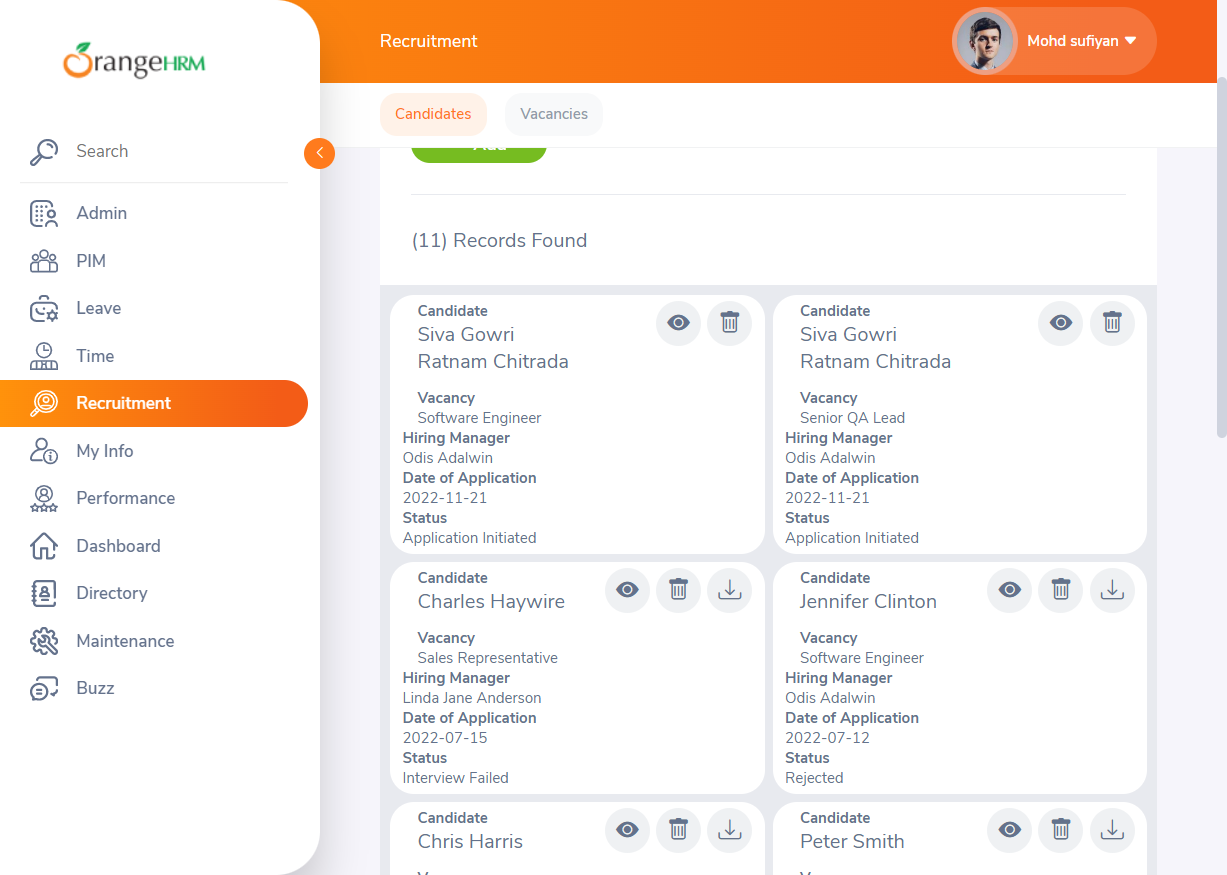 OrangeHRM
Recruitment
Mohd sufiyan
Candidates
Vacancies
Search
Admin
PIM
Leave
Time
Recruitment
My Info
Performance
Dashboard
Directory
Maintenance
Buzz
Add
(11) Records Found
Candidate
Siva Gowri
Ratnam Chitrada
Vacancy
Software Engineer
Hiring Manager
Odis Adalwin
Date of Application
2022-11-21
Status
Application Initiated
Candidate
Siva Gowri
Ratnam Chitrada
Vacancy
Senior QA Lead
Hiring Manager
Odis Adalwin
Date of Application
2022-11-21
Status
Application Initiated
Candidate
Charles Haywire
Vacancy
Sales Representative
Hiring Manager
Linda Jane Anderson
Date of Application
2022-07-15
Status
Interview Failed
Candidate
Jennifer Clinton
Vacancy
Software Engineer
Hiring Manager
Odis Adalwin
Date of Application
2022-07-12
Status
Rejected
Candidate
Chris Harris
Candidate
Peter Smith